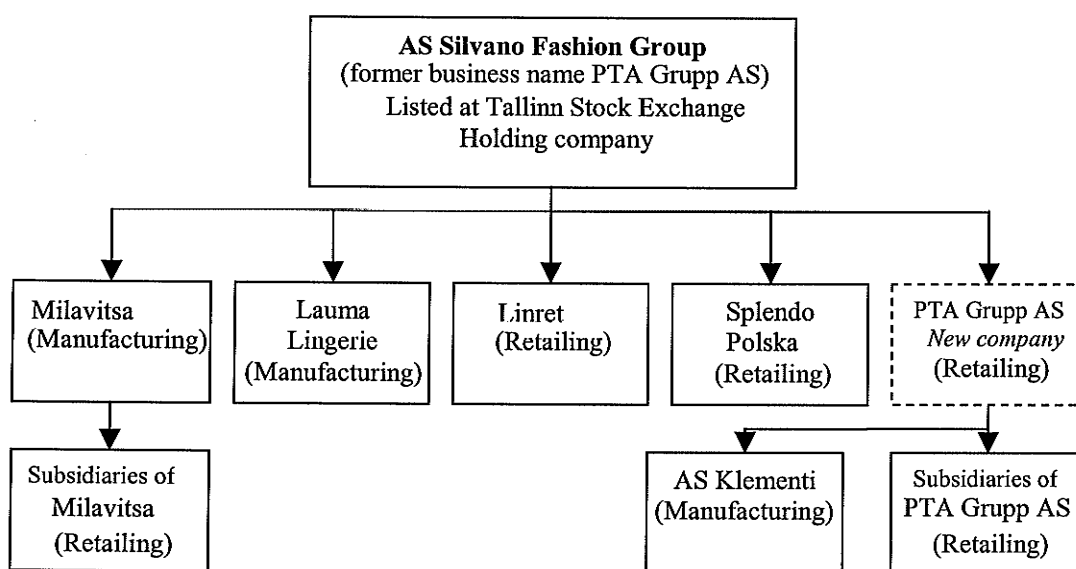 AS Silvano Fashion Group
(former business name PTA Grupp AS)
Listed at Tallinn Stock Exchange
Holding company
Milavitsa
(Manufacturing)
Lauma
Lingerie
(Manufacturing)
Linret
(Retailing)
Splendo
Polska
(Retailing)
PTA Grupp AS
New company
(Retailing)
Subsidiaries of
Milavitsa
(Retailing)
AS Klementi
(Manufacturing)
Subsidiaries of
PTA Grupp AS
(Retailing)